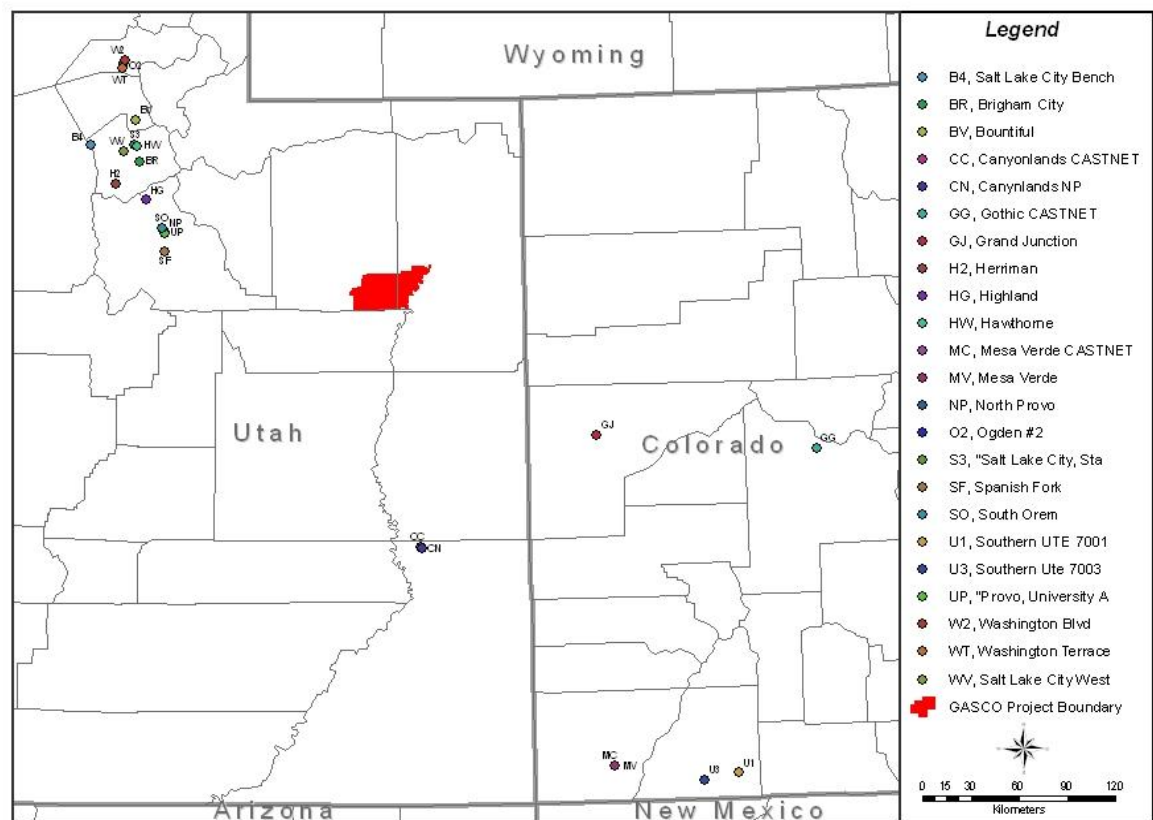 Wyoming
W2
O2
WT
BV
B4
S3
WV
HW
BR
H2
HG
SO
NP
UP
SF
Utah
GJ
Colorado
GG
CC
CN
MC
MV
U3
U1
Arizona
New Mexico
Legend
B4, Salt Lake City Bench
BR, Brigham City
BV, Bountiful
CC, Canyonlands CASTNET
CN, Canynlands NP
GG, Gothic CASTNET
GJ, Grand Junction
H2, Herriman
HG, Highland
HW, Hawthorne
MC, Mesa Verde CASTNET
MV, Mesa Verde
NP, North Provo
O2, Ogden #2
S3, "Salt Lake City, Sta
SF, Spanish Fork
SO, South Orem
U1, Southern UTE 7001
U3, Southern Ute 7003
UP, "Provo, University A
W2, Washington Blvd
WT, Washington Terrace
WV, Salt Lake City West
GASCO Project Boundary
0 15 30 60 90 120
Kilometers